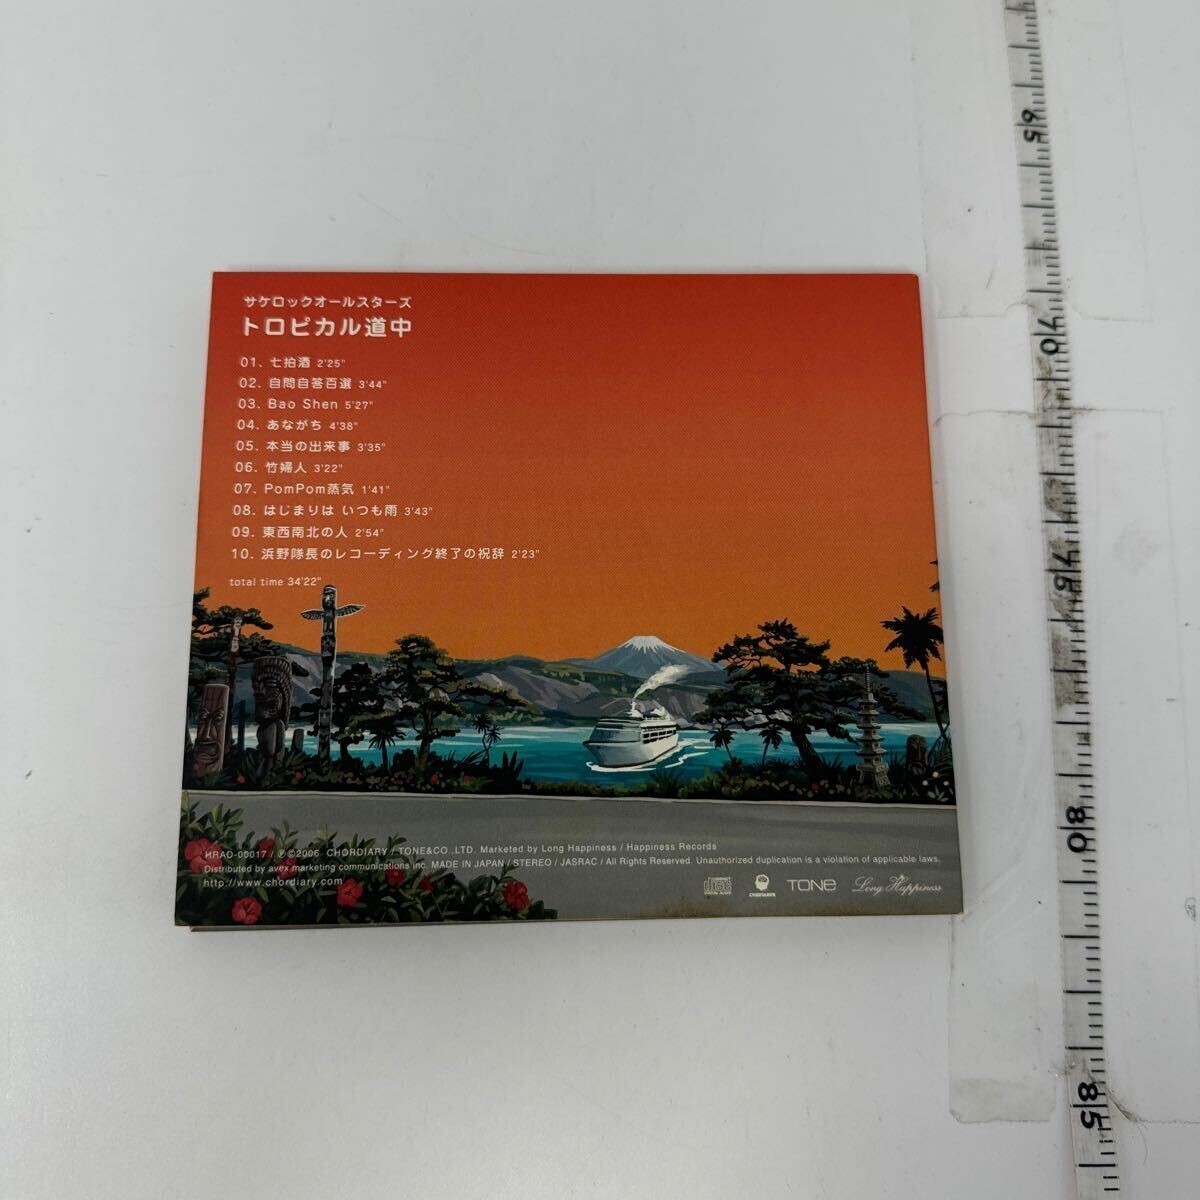 サケロックオールスターズ
トロピカル道中
01. 七拍酒 2'25"
02. 自問自答百選 3'44"
03. Bao Shen 5'27"
04. あながち 4'38"
05. 本当の出来事 3'35"
06. 竹婦人 3'22"
07. PomPom蒸気 1'41"
08. はじまりは いつも雨 3'43"
09. 東西南北の人 2'54"
10. 浜野隊長のレコーディング終了の祝辞 2'23"
total time 34'22"
HRAD-00017 / ℗©2006 CHORDIARY / TONE&CO.,LTD. Marketed by Long Happiness / Happiness Records
Distributed by avex marketing communications inc. MADE IN JAPAN / STEREO / JASRAC / All Rights Reserved. Unauthorized duplication is a violation of applicable laws.
http://www.chordiary.com
TONE
Long Happiness
65
70
75
80
85